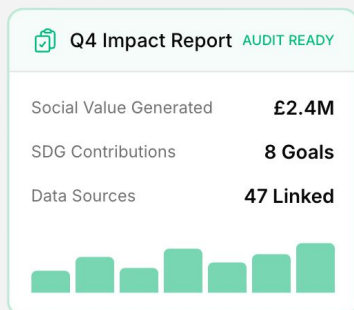 Q4 Impact Report AUDIT READY
Social Value Generated £2.4M
SDG Contributions 8 Goals
Data Sources 47 Linked